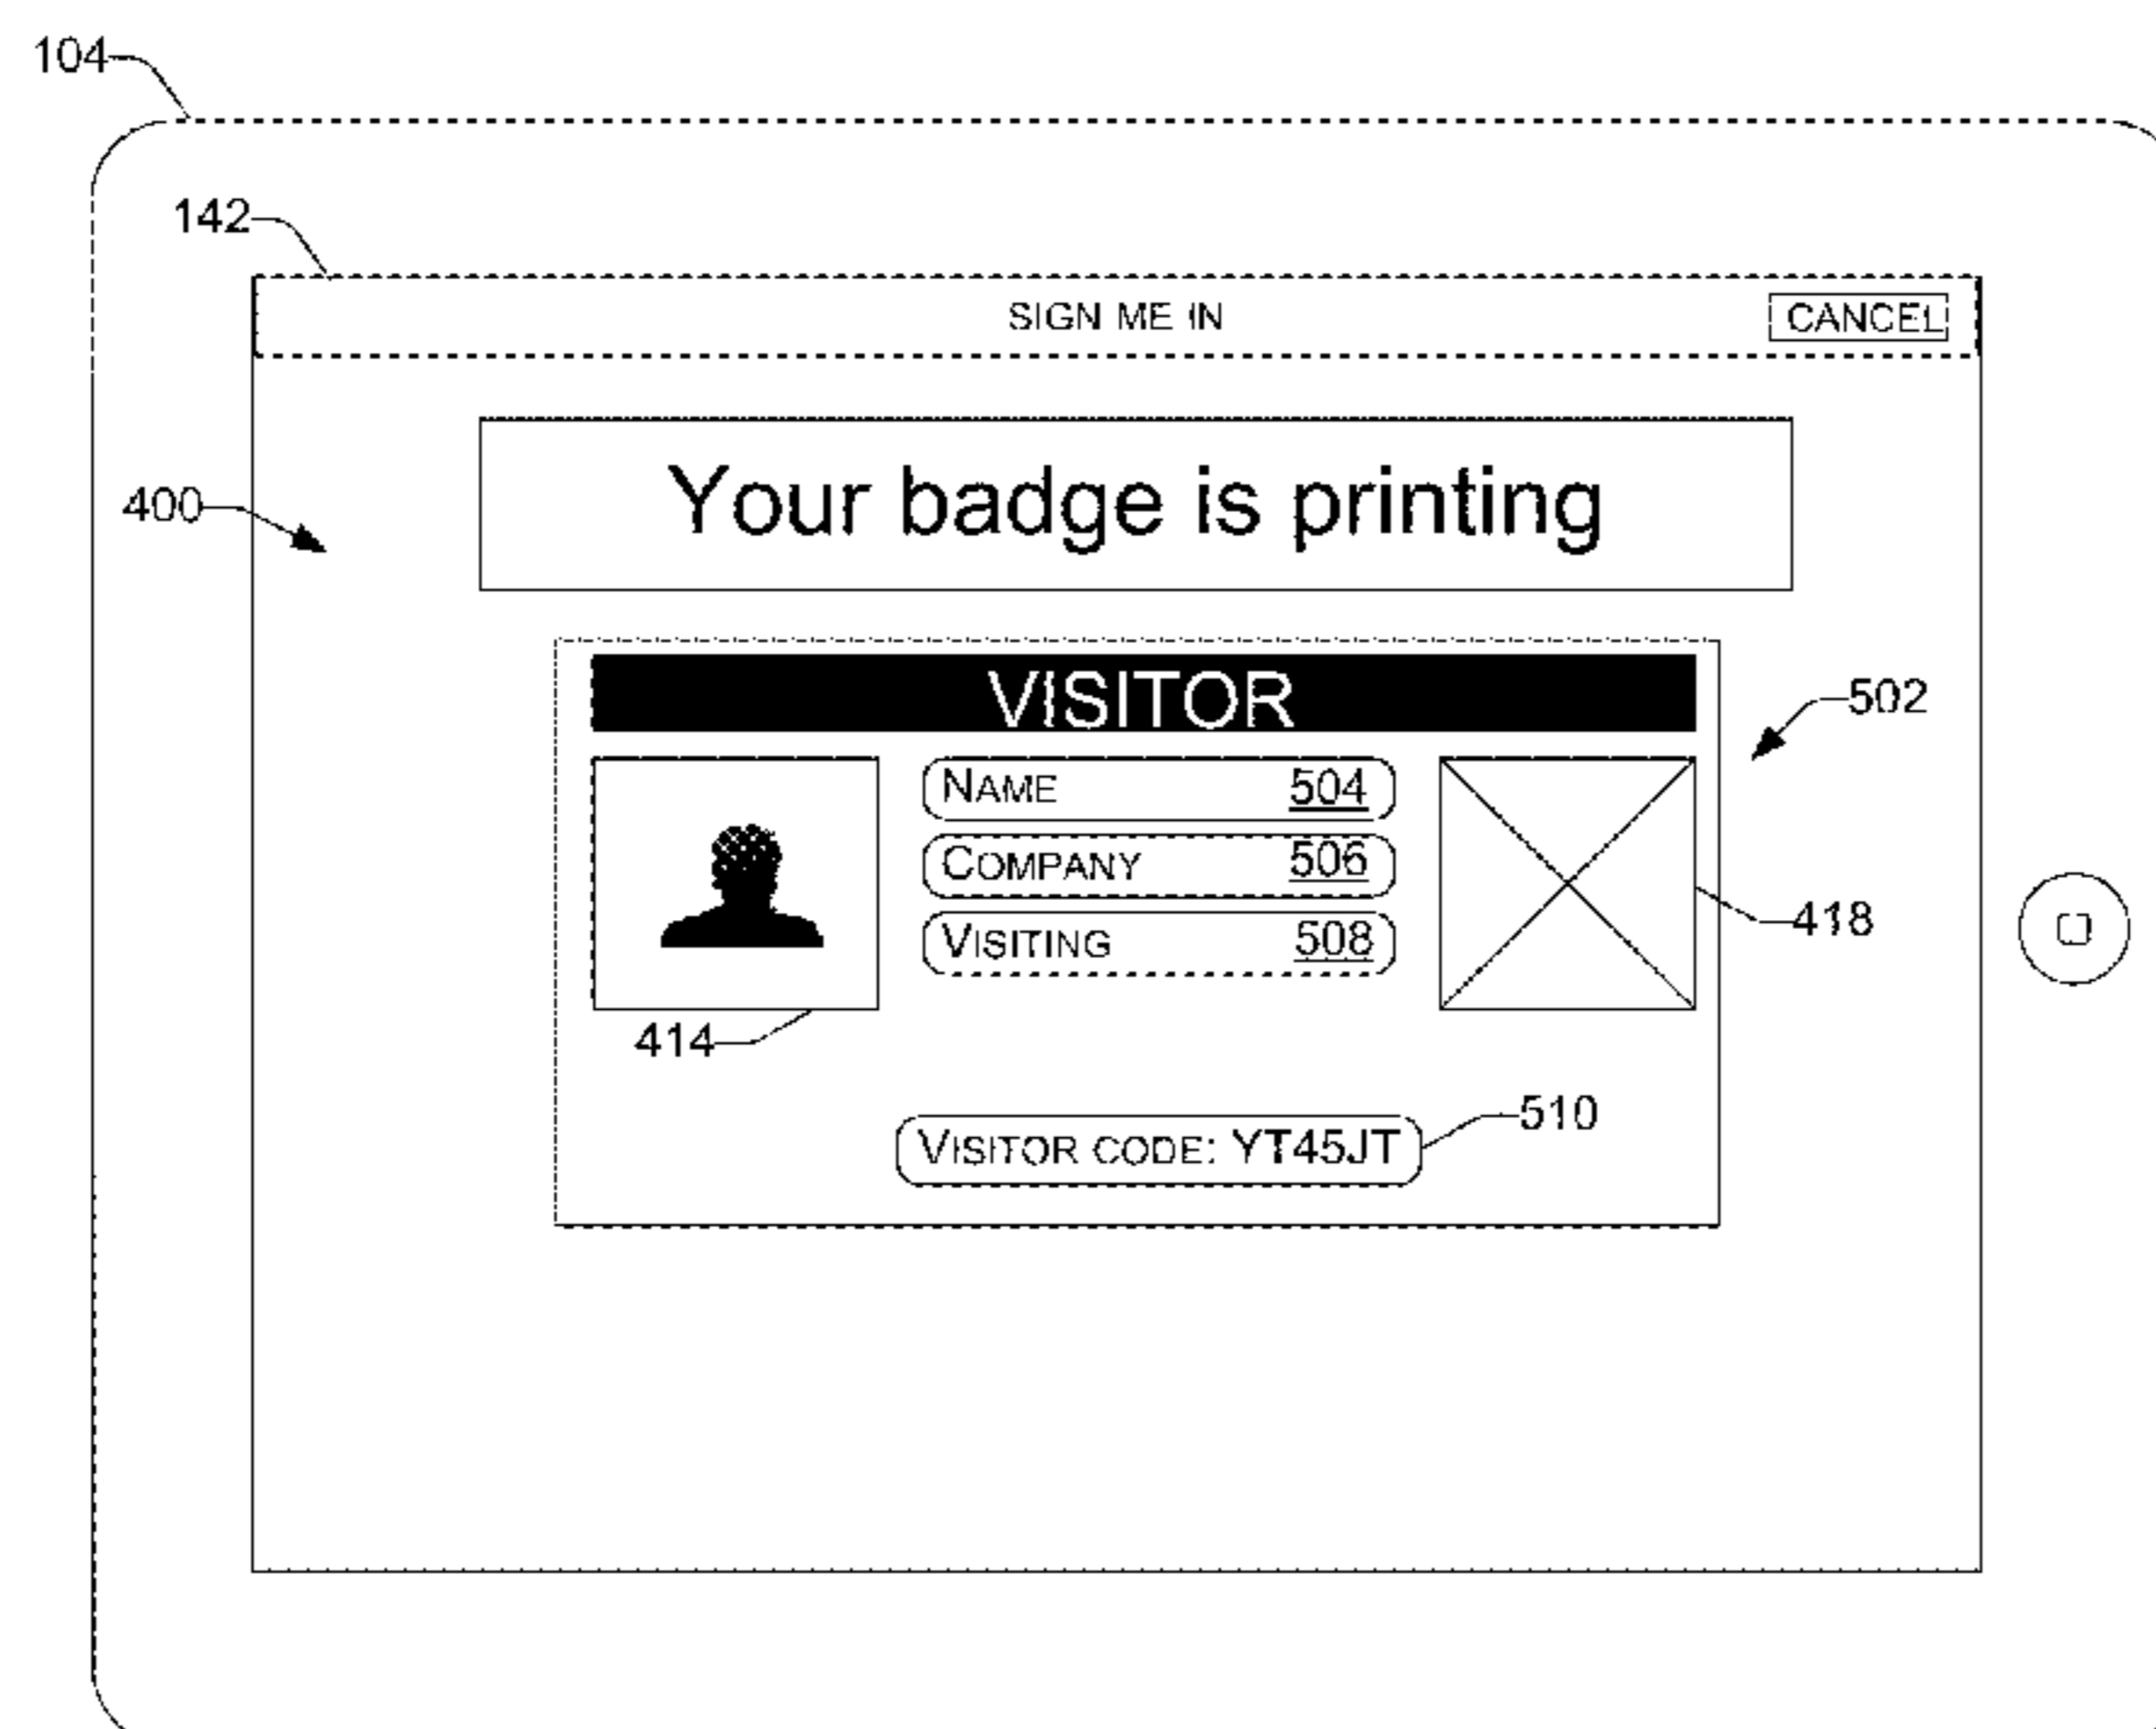 104
142
SIGN ME IN CANCEL
Your badge is printing
400
VISITOR
502
NAME 504
COMPANY 506
VISITING 508
418
414
510
VISITOR CODE: YT45JT